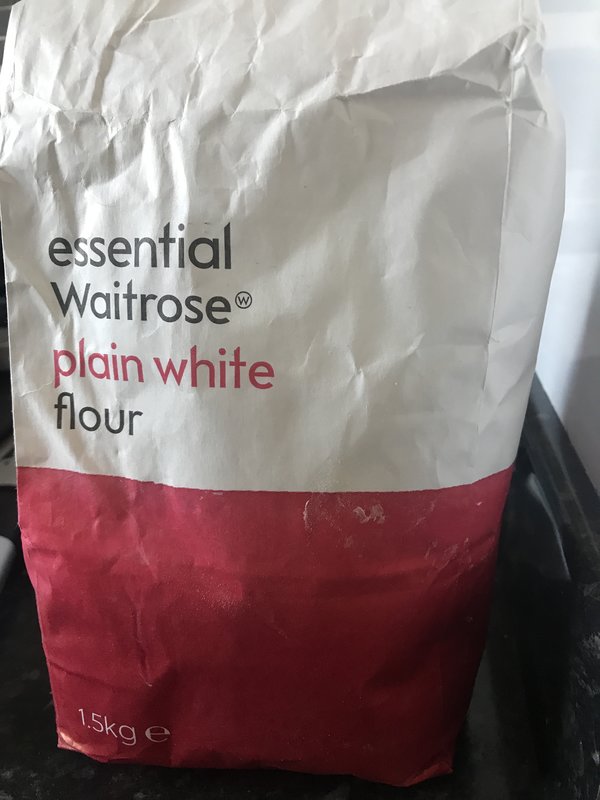 essential
Waitrose Ⓦ
plain white
flour
1.5kg ℮